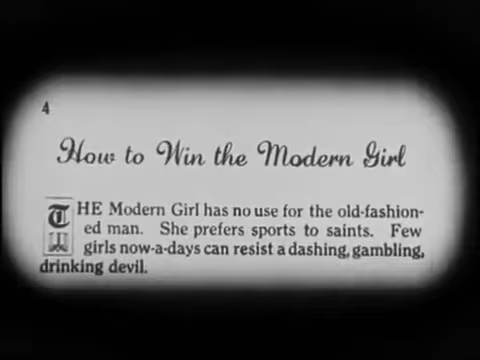 4
How to Win the Modern Girl
THE Modern Girl has no use for the old-fashion-
ed man. She prefers sports to saints. Few
girls now-a-days can resist a dashing, gambling,
drinking devil.